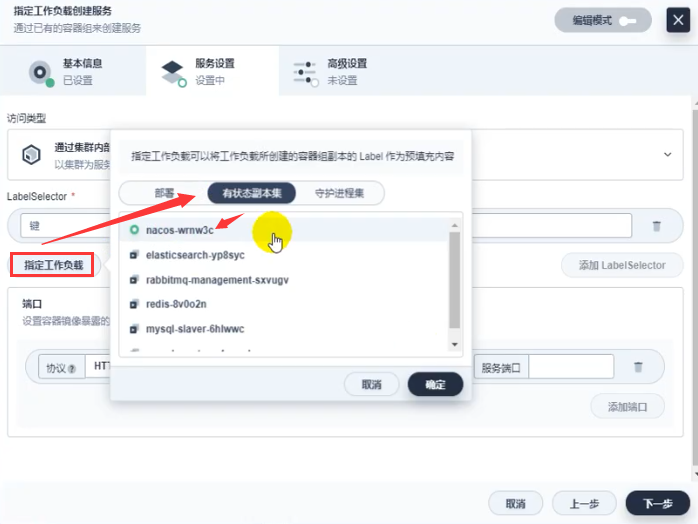 指定工作负载创建服务
通过已有的容器组来创建服务
编辑模式
基本信息
已设置
服务设置
设置中
高级设置
未设置
访问类型
通过集群内部
以集群为服务
指定工作负载可以将工作负载所创建的容器组副本的 Label 作为预填充内容
部署
有状态副本集
守护进程集
LabelSelector *
键
nacos-wrnw3c
elasticsearch-yp8syc
rabbitmq-management-sxvugv
redis-8v0o2n
mysql-slaver-6hlwwc
指定工作负载
添加 LabelSelector
端口
设置容器镜像暴露的
协议
HT
服务端口
取消
确定
添加端口
取消
上一步
下一步